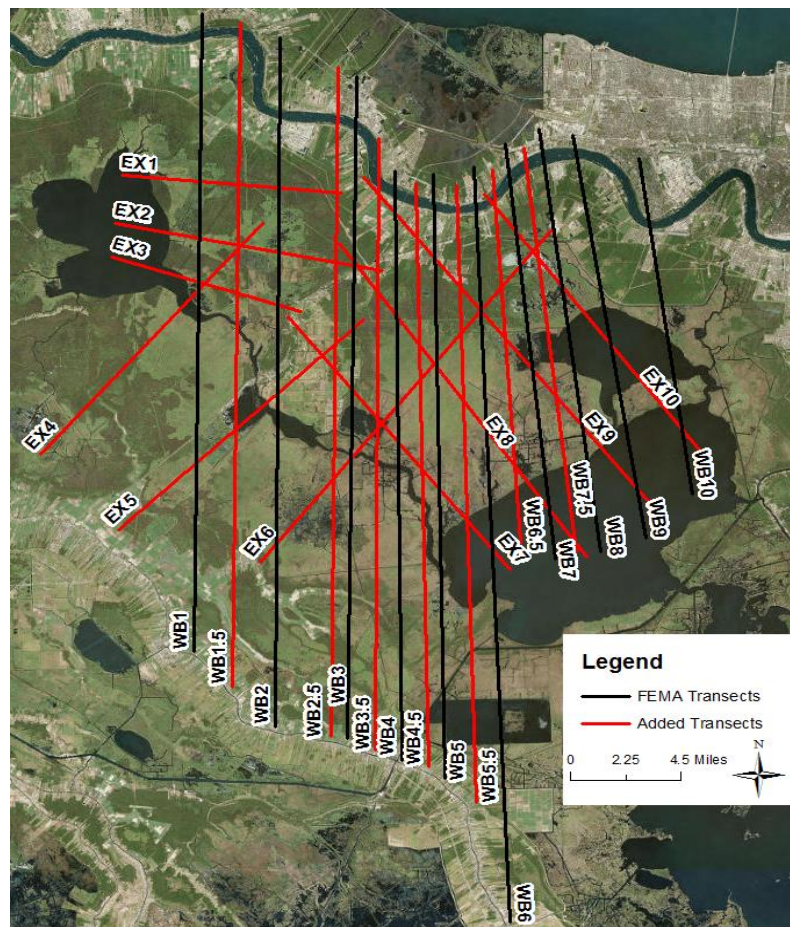 EX1
EX2
EX3
EX4
EX5
EX6
EX7
EX8
EX9
EX10
WB1
WB1.5
WB2
WB2.5
WB3
WB3.5
WB4
WB4.5
WB5
WB5.5
WB6
WB6.5
WB7
WB7.5
WB8
WB9
WB10
Legend
FEMA Transects
Added Transects
0 2.25 4.5 Miles
N